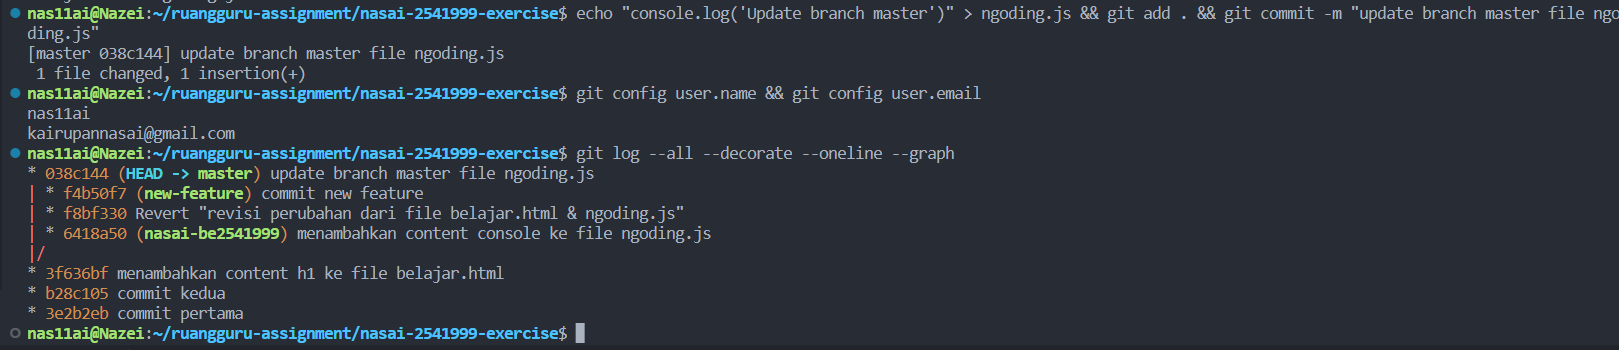 nas11ai@Nazei:~/ruangguru-assignment/nasai-2541999-exercise$ echo "console.log('Update branch master')" > ngoding.js && git add . && git commit -m "update branch master file ngo
ding.js"
[master 038c144] update branch master file ngoding.js
 1 file changed, 1 insertion(+)
nas11ai@Nazei:~/ruangguru-assignment/nasai-2541999-exercise$ git config user.name && git config user.email
nas11ai
kairupannasai@gmail.com
nas11ai@Nazei:~/ruangguru-assignment/nasai-2541999-exercise$ git log --all --decorate --oneline --graph
* 038c144 (HEAD -> master) update branch master file ngoding.js
| * f4b50f7 (new-feature) commit new feature
| * f8bf330 Revert "revisi perubahan dari file belajar.html & ngoding.js"
| * 6418a50 (nasai-be2541999) menambahkan content console ke file ngoding.js
|/
* 3f636bf menambahkan content h1 ke file belajar.html
* b28c105 commit kedua
* 3e2b2eb commit pertama
nas11ai@Nazei:~/ruangguru-assignment/nasai-2541999-exercise$